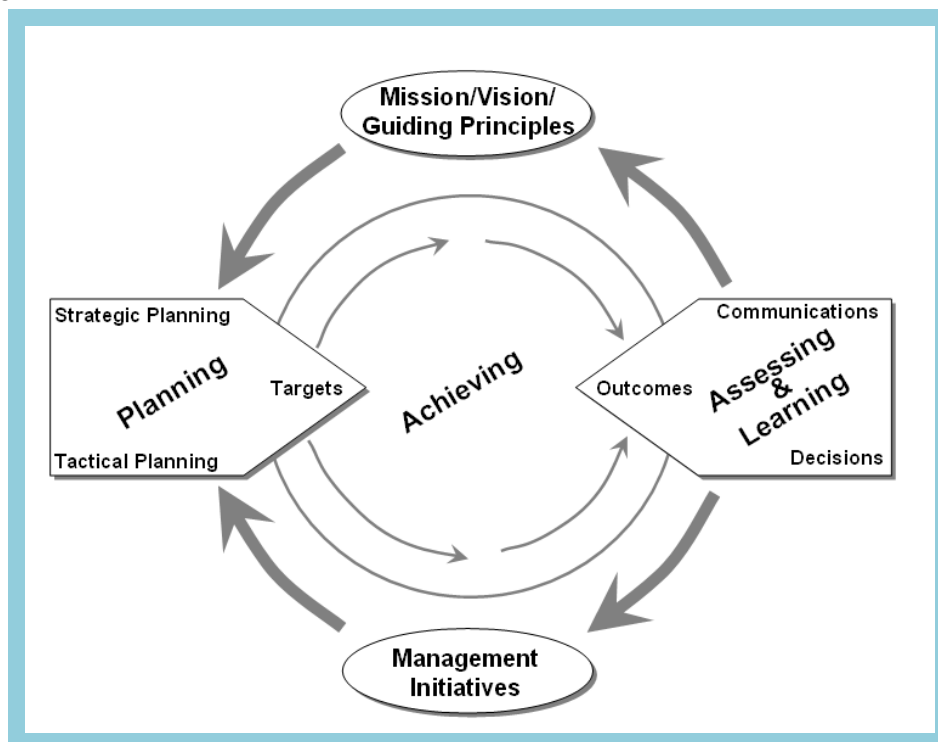 Mission/Vision/
Guiding Principles
Strategic Planning
Planning
Targets
Tactical Planning
Achieving
Communications
Assessing
&
Learning
Outcomes
Decisions
Management
Initiatives